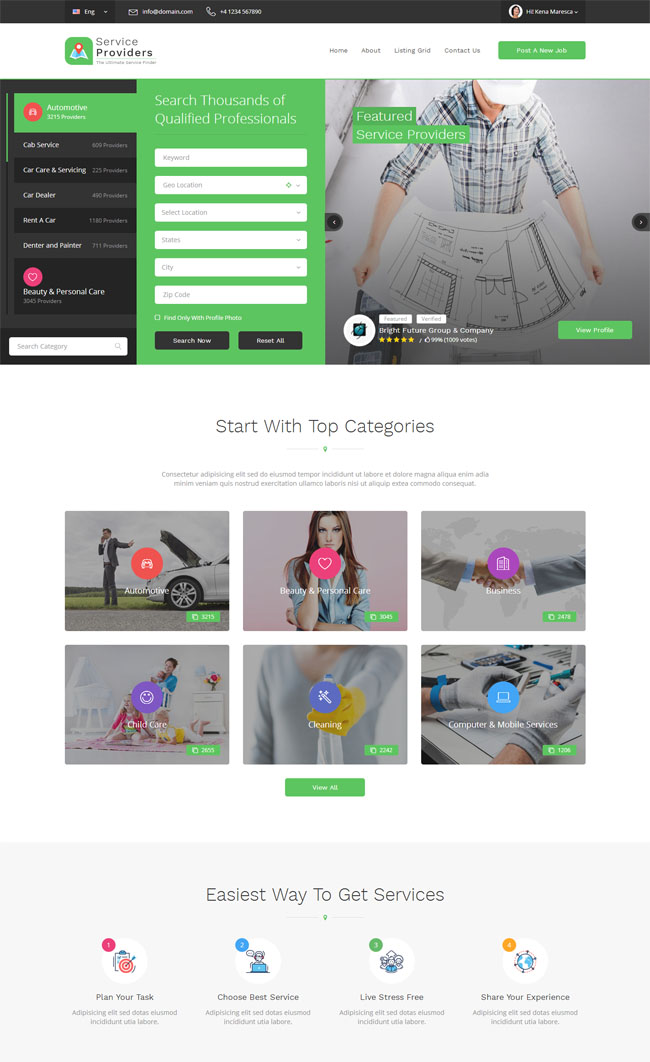 Eng
info@domain.com
+4 1234 567890
Hi! Kena Maresca
Service
Providers
The Ultimate Service Finder
Home
About
Listing Grid
Contact Us
Post A New Job
Automotive
3215 Providers
Cab Service
609 Providers
Car Care & Servicing
225 Providers
Car Dealer
490 Providers
Rent A Car
1180 Providers
Denter and Painter
711 Providers
Beauty & Personal Care
3045 Providers
Search Category
Search Thousands of
Qualified Professionals
Keyword
Geo Location
Select Location
States
City
Zip Code
Find Only With Profile Photo
Search Now
Reset All
Featured
Service Providers
Featured
Verified
Bright Future Group & Company
/ 99% (1009 votes)
View Profile
Start With Top Categories
Consectetur adipisicing elit sed do eiusmod tempor incididunt ut labore et dolore magna aliqua enim adia
minim veniam quis nostrud exercitation ullamco laboris nisi ut aliquip extea commodo consequat.
Automotive
3215
Beauty & Personal Care
3045
Business
2478
Child Care
2655
Cleaning
2242
Computer & Mobile Services
1206
View All
Easiest Way To Get Services
1
Plan Your Task
Adipisicing elit sed dotas eiusmod
incididunt utia labore.
2
Choose Best Service
Adipisicing elit sed dotas eiusmod
incididunt utia labore.
3
Live Stress Free
Adipisicing elit sed dotas eiusmod
incididunt utia labore.
4
Share Your Experience
Adipisicing elit sed dotas eiusmod
incididunt utia labore.